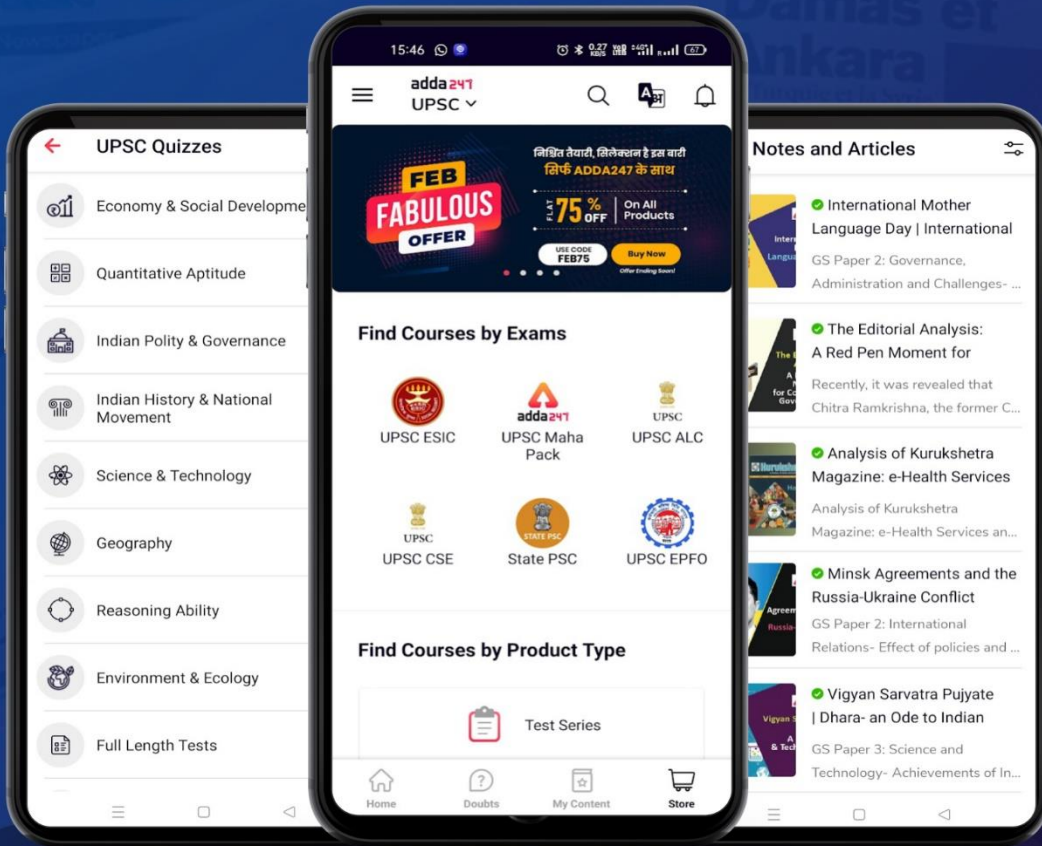 Damas et
Ankara
UPSC Quizzes
Economy & Social Developme
Quantitative Aptitude
Indian Polity & Governance
Indian History & National
Movement
Science & Technology
Geography
Reasoning Ability
Environment & Ecology
Full Length Tests
15:46
0.27
KB/S
67
adda247
UPSC
A अ
FEB
FABULOUS
OFFER
निश्चित तैयारी, सिलेक्शन है इस बारी
सिर्फ ADDA247 के साथ
FLAT 75% OFF
On All
Products
USE CODE
FEB75
Buy Now
Offer Ending Soon!
Find Courses by Exams
UPSC ESIC
adda247
UPSC Maha
Pack
UPSC
UPSC ALC
UPSC
UPSC CSE
STATE PSC
State PSC
UPSC EPFO
Find Courses by Product Type
Test Series
Home
Doubts
My Content
Store
Notes and Articles
International Mother
Language Day | International
GS Paper 2: Governance,
Administration and Challenges- ...
The Editorial Analysis:
A Red Pen Moment for
Recently, it was revealed that
Chitra Ramkrishna, the former C...
Analysis of Kurukshetra
Magazine: e-Health Services
Analysis of Kurukshetra
Magazine: e-Health Services an...
Minsk Agreements and the
Russia-Ukraine Conflict
GS Paper 2: International
Relations- Effect of policies and ...
Vigyan Sarvatra Pujyate
| Dhara- an Ode to Indian
GS Paper 3: Science and
Technology- Achievements of In...